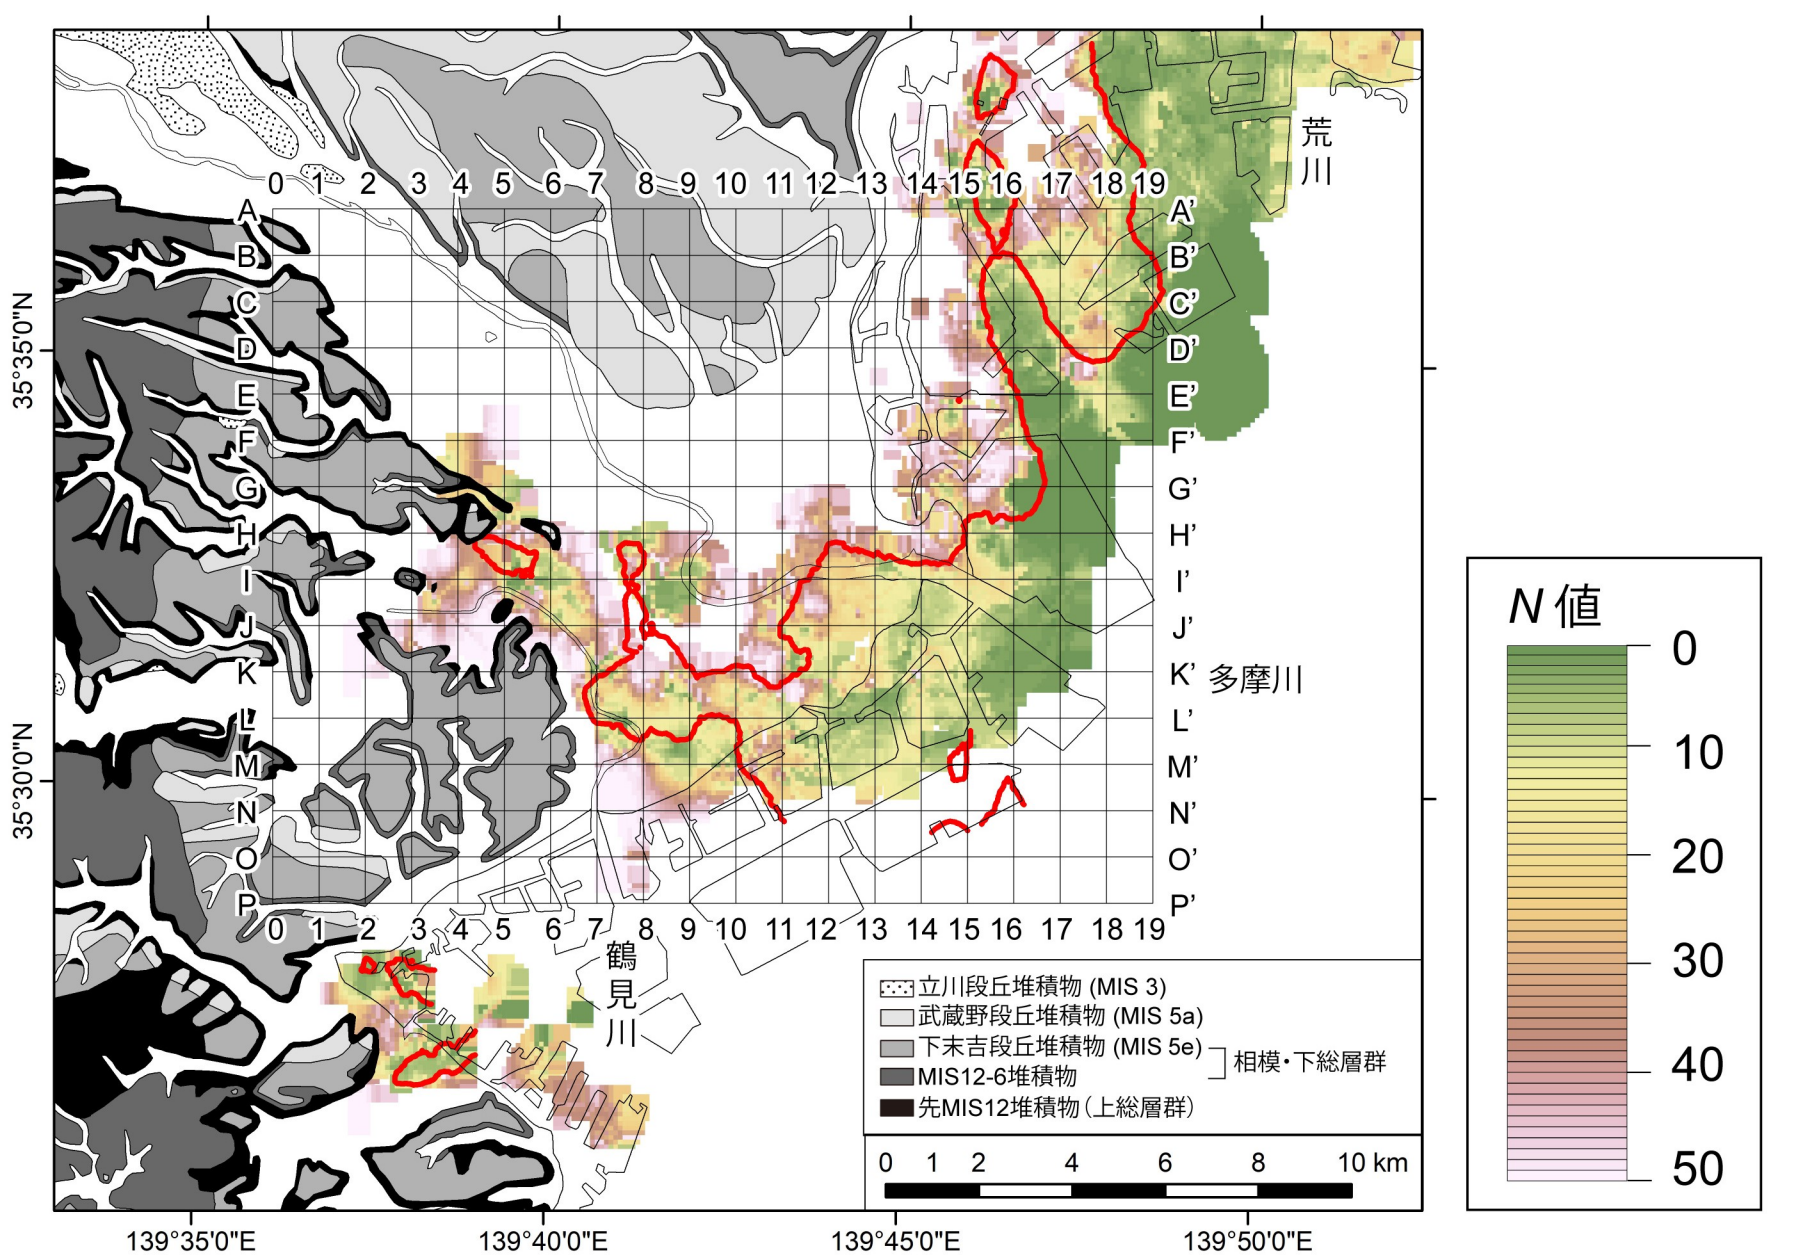 荒川
0 1 2 3 4 5 6 7 8 9 10 11 12 13 14 15 16 17 18 19
A A’
B B’
C C’
D D’
E E’
F F’
G G’
H H’
I I’
J J’
K K’
多摩川
L L’
M M’
N N’
O O’
P P’
0 1 2 3 4 5 6 7 8 9 10 11 12 13 14 15 16 17 18 19
鶴見川
35°35'0"N
35°30'0"N
立川段丘堆積物 (MIS 3)
武蔵野段丘堆積物 (MIS 5a)
下末吉段丘堆積物 (MIS 5e)
MIS12-6堆積物
相模・下総層群
先MIS12堆積物(上総層群)
0 1 2 4 6 8 10 km
139°35'0"E 139°40'0"E 139°45'0"E 139°50'0"E
N 値
0
10
20
30
40
50